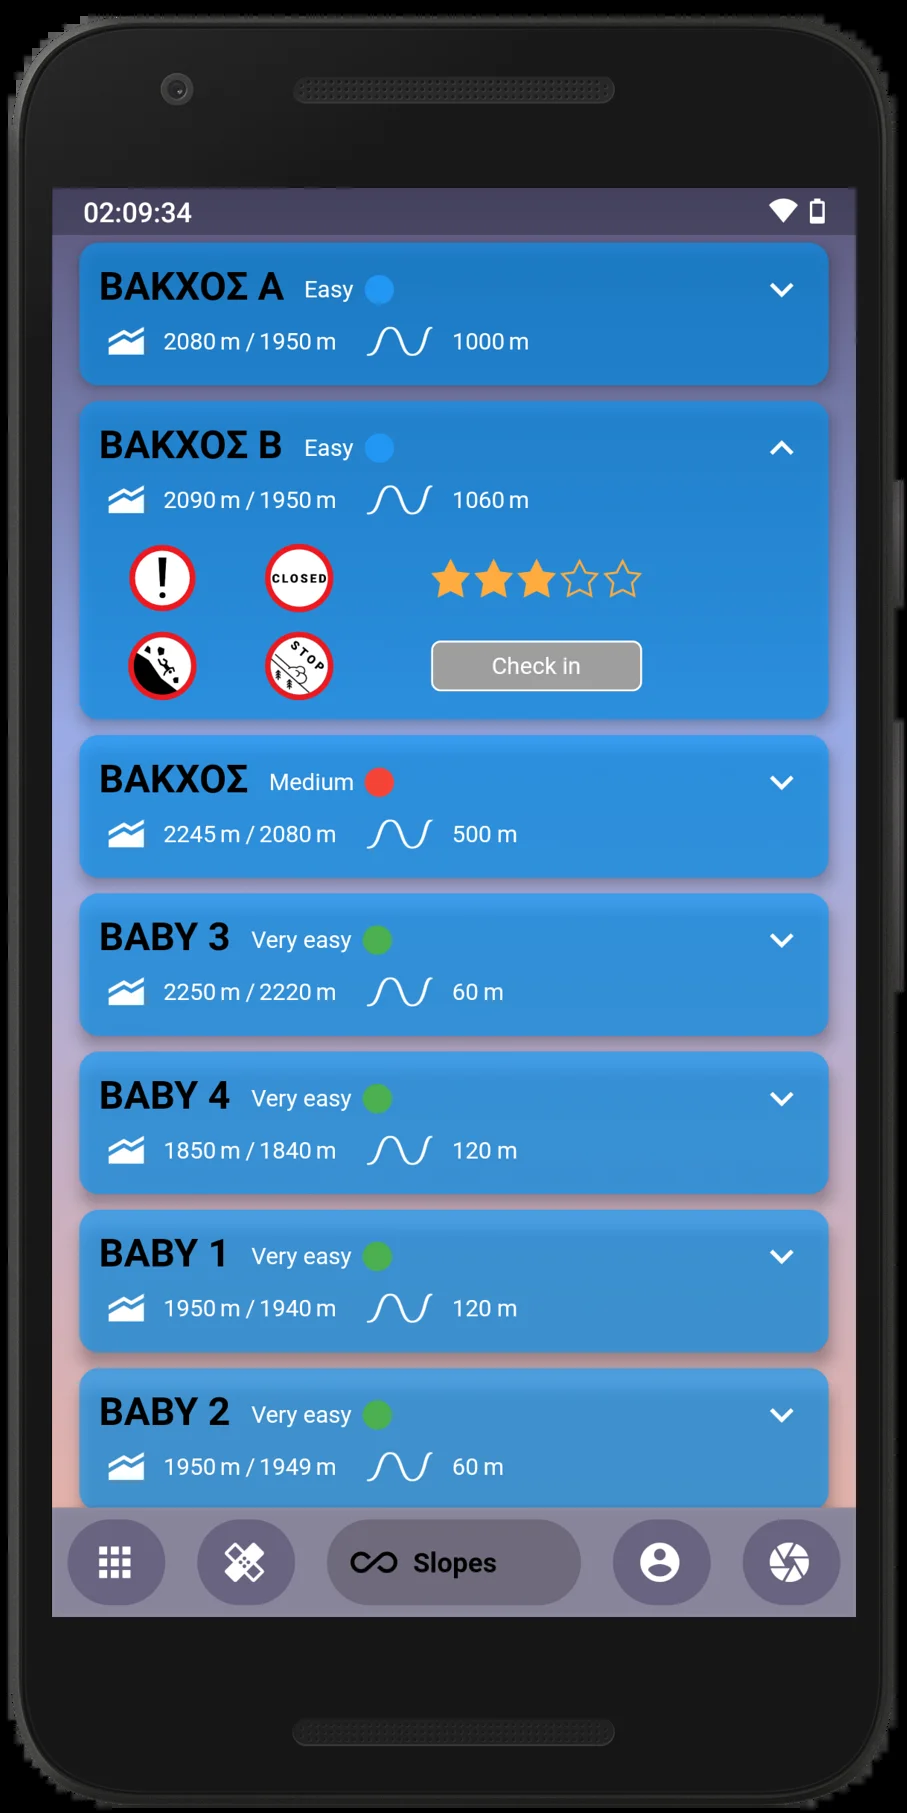 02:09:34
ΒΑΚΧΟΣ Α Easy
2080 m / 1950 m 1000 m
ΒΑΚΧΟΣ Β Easy
2090 m / 1950 m 1060 m
! CLOSED
STOP
Check in
ΒΑΚΧΟΣ Medium
2245 m / 2080 m 500 m
BABY 3 Very easy
2250 m / 2220 m 60 m
BABY 4 Very easy
1850 m / 1840 m 120 m
BABY 1 Very easy
1950 m / 1940 m 120 m
BABY 2 Very easy
1950 m / 1949 m 60 m
Slopes